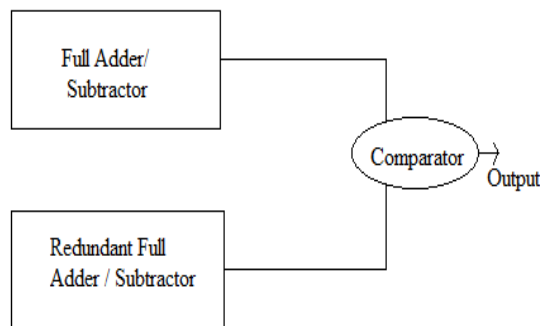 Full Adder/
Subtractor
Comparator
Output
Redundant Full
Adder / Subtractor